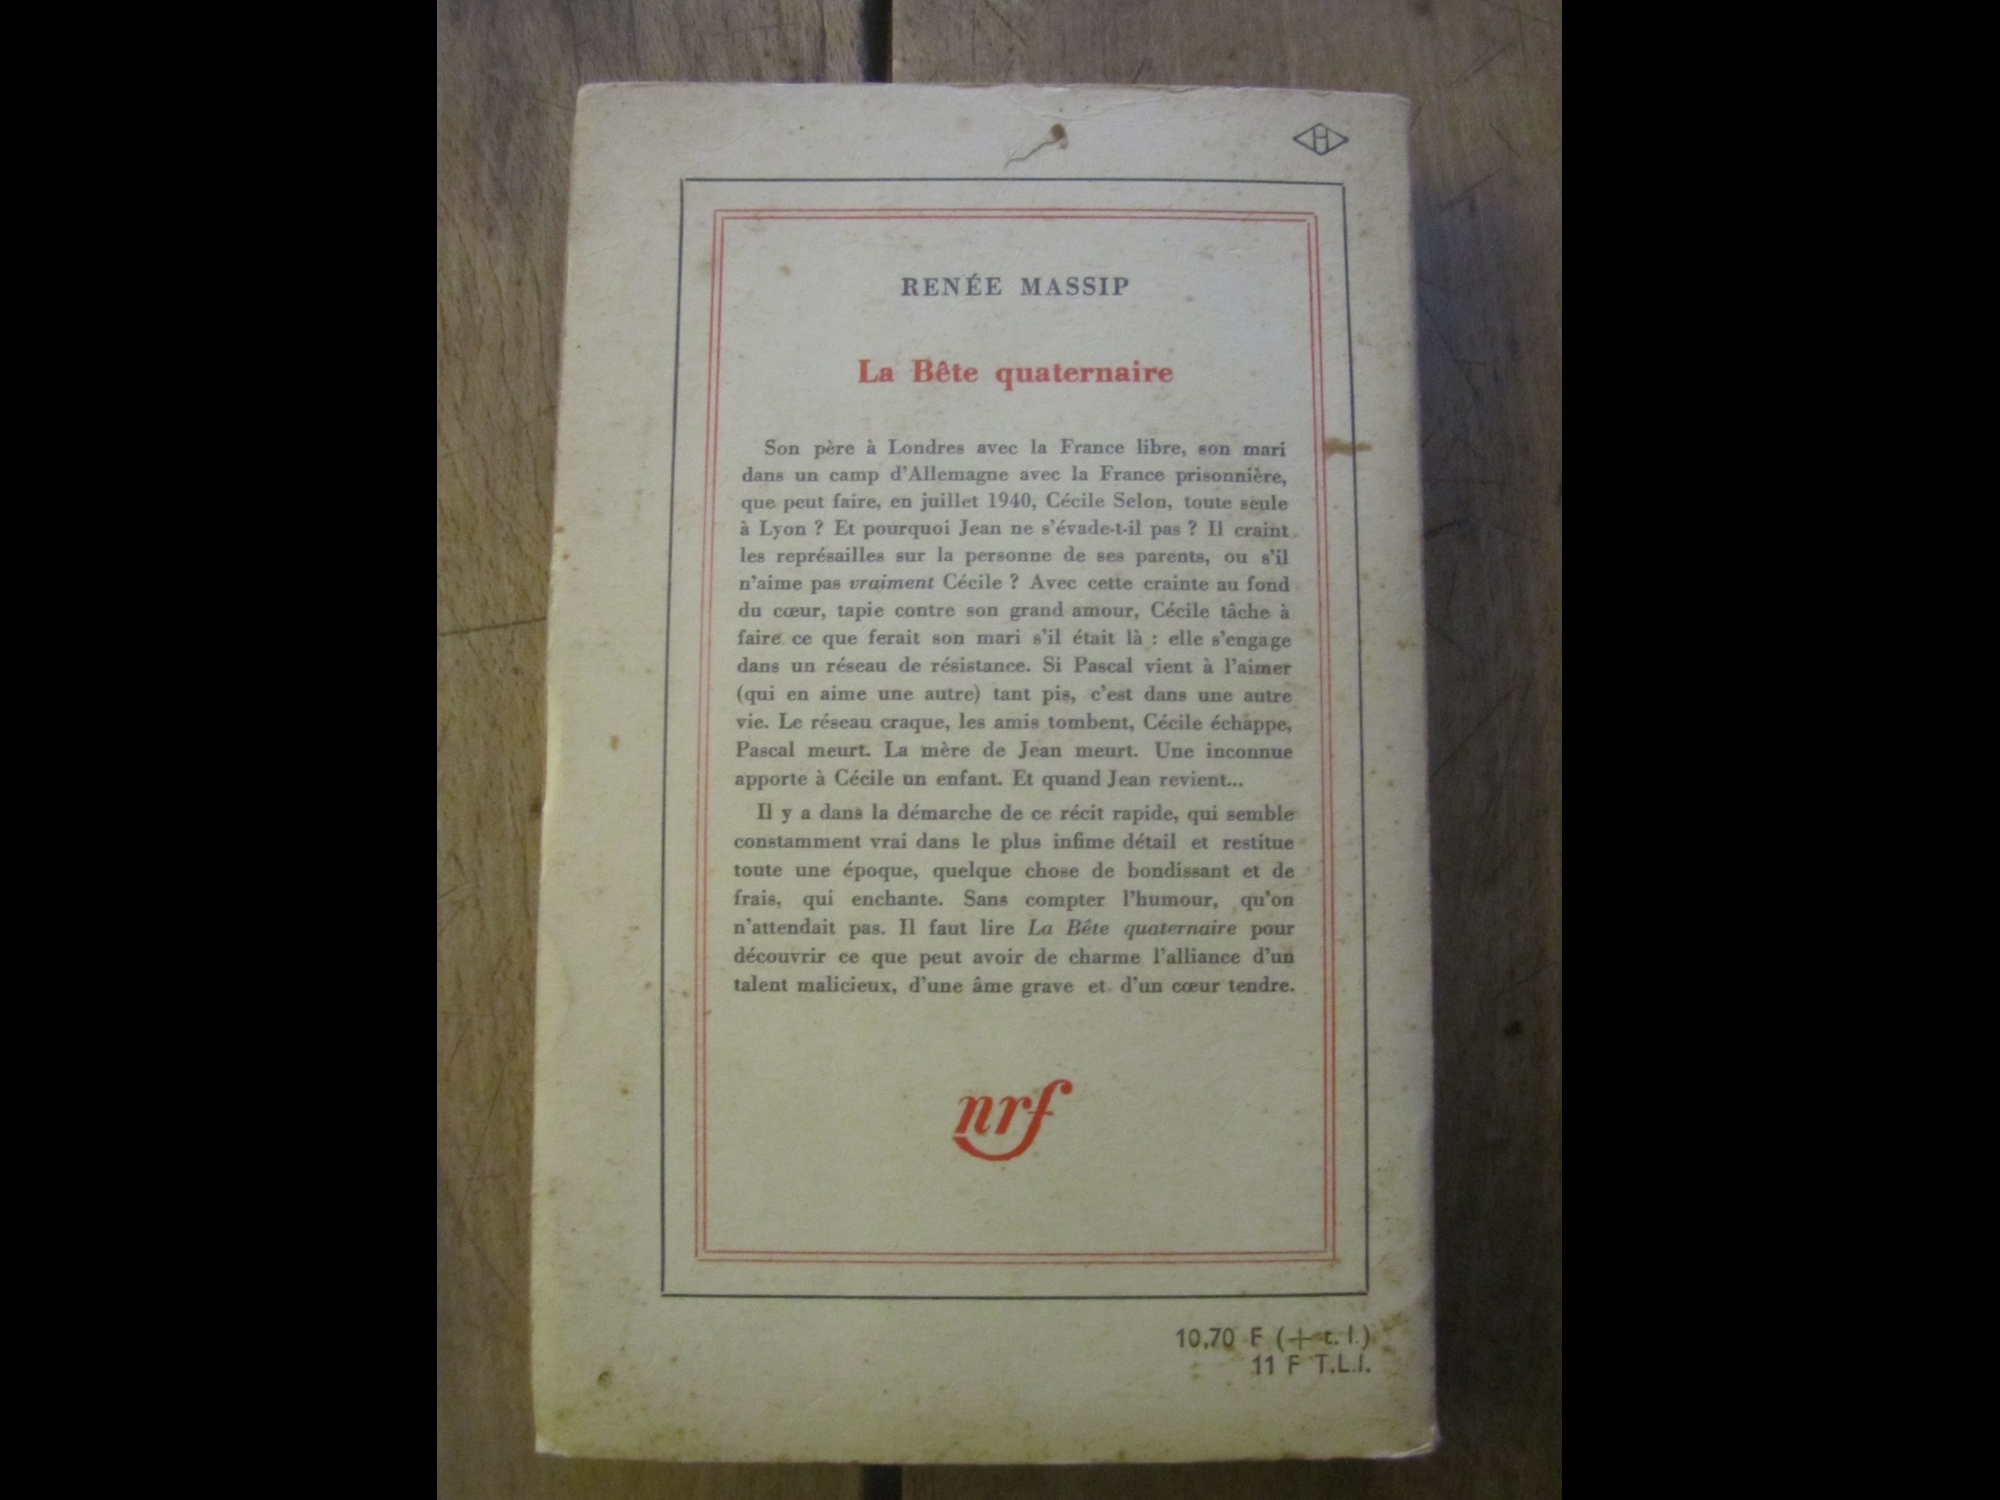 H
RENÉE MASSIP
La Bête quaternaire
Son père à Londres avec la France libre, son mari
dans un camp d'Allemagne avec la France prisonnière,
que peut faire, en juillet 1940, Cécile Selon, toute seule
à Lyon ? Et pourquoi Jean ne s'évade-t-il pas ? Il craint
les représailles sur la personne de ses parents, ou s'il
n'aime pas vraiment Cécile ? Avec cette crainte au fond
du cœur, tapie contre son grand amour, Cécile tâche à
faire ce que ferait son mari s'il était là : elle s'engage
dans un réseau de résistance. Si Pascal vient à l'aimer
(qui en aime une autre) tant pis, c'est dans une autre
vie. Le réseau craque, les amis tombent, Cécile échappe,
Pascal meurt. La mère de Jean meurt. Une inconnue
apporte à Cécile un enfant. Et quand Jean revient...
Il y a dans la démarche de ce récit rapide, qui semble
constamment vrai dans le plus infime détail et restitue
toute une époque, quelque chose de bondissant et de
frais, qui enchante. Sans compter l'humour, qu'on
n'attendait pas. Il faut lire La Bête quaternaire pour
découvrir ce que peut avoir de charme l'alliance d'un
talent malicieux, d'une âme grave et d'un cœur tendre.
nrf
10,70 F (+ t. l.)
11 F T.L.I.